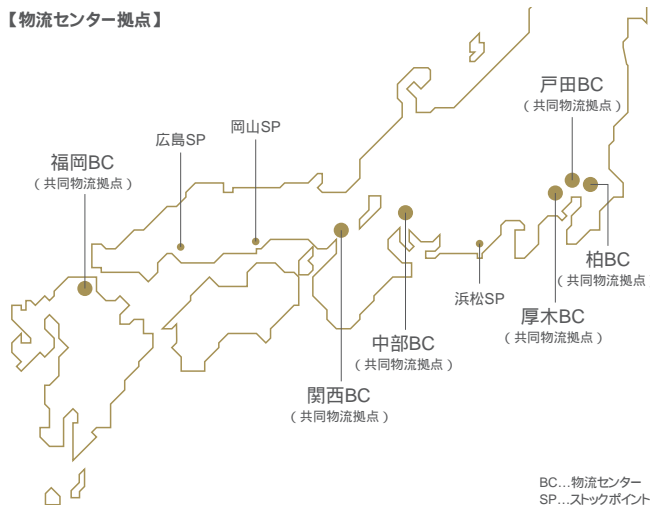 【物流センター拠点】
戸田BC
(共同物流拠点)
岡山SP
広島SP
福岡BC
(共同物流拠点)
柏BC
(共同物流拠点
浜松SP
厚木BC
(共同物流拠点)
中部BC
(共同物流拠点)
関西BC
(共同物流拠点)
BC…物流センター
SP…ストックポイント